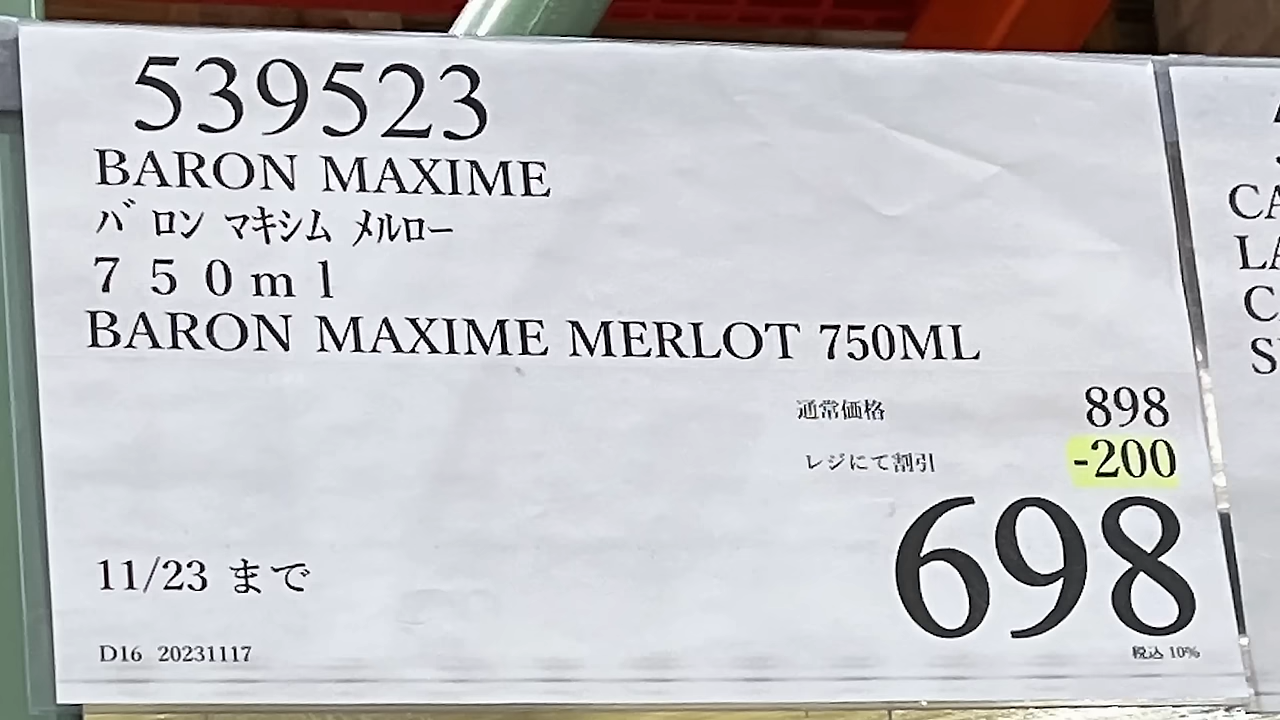 539523
BARON MAXIME
バロン マキシム メルロー
７５０ｍｌ
BARON MAXIME MERLOT 750ML
通常価格 898
レジにて割引 -200
698
11/23 まで
税込 10%
D16 20231117